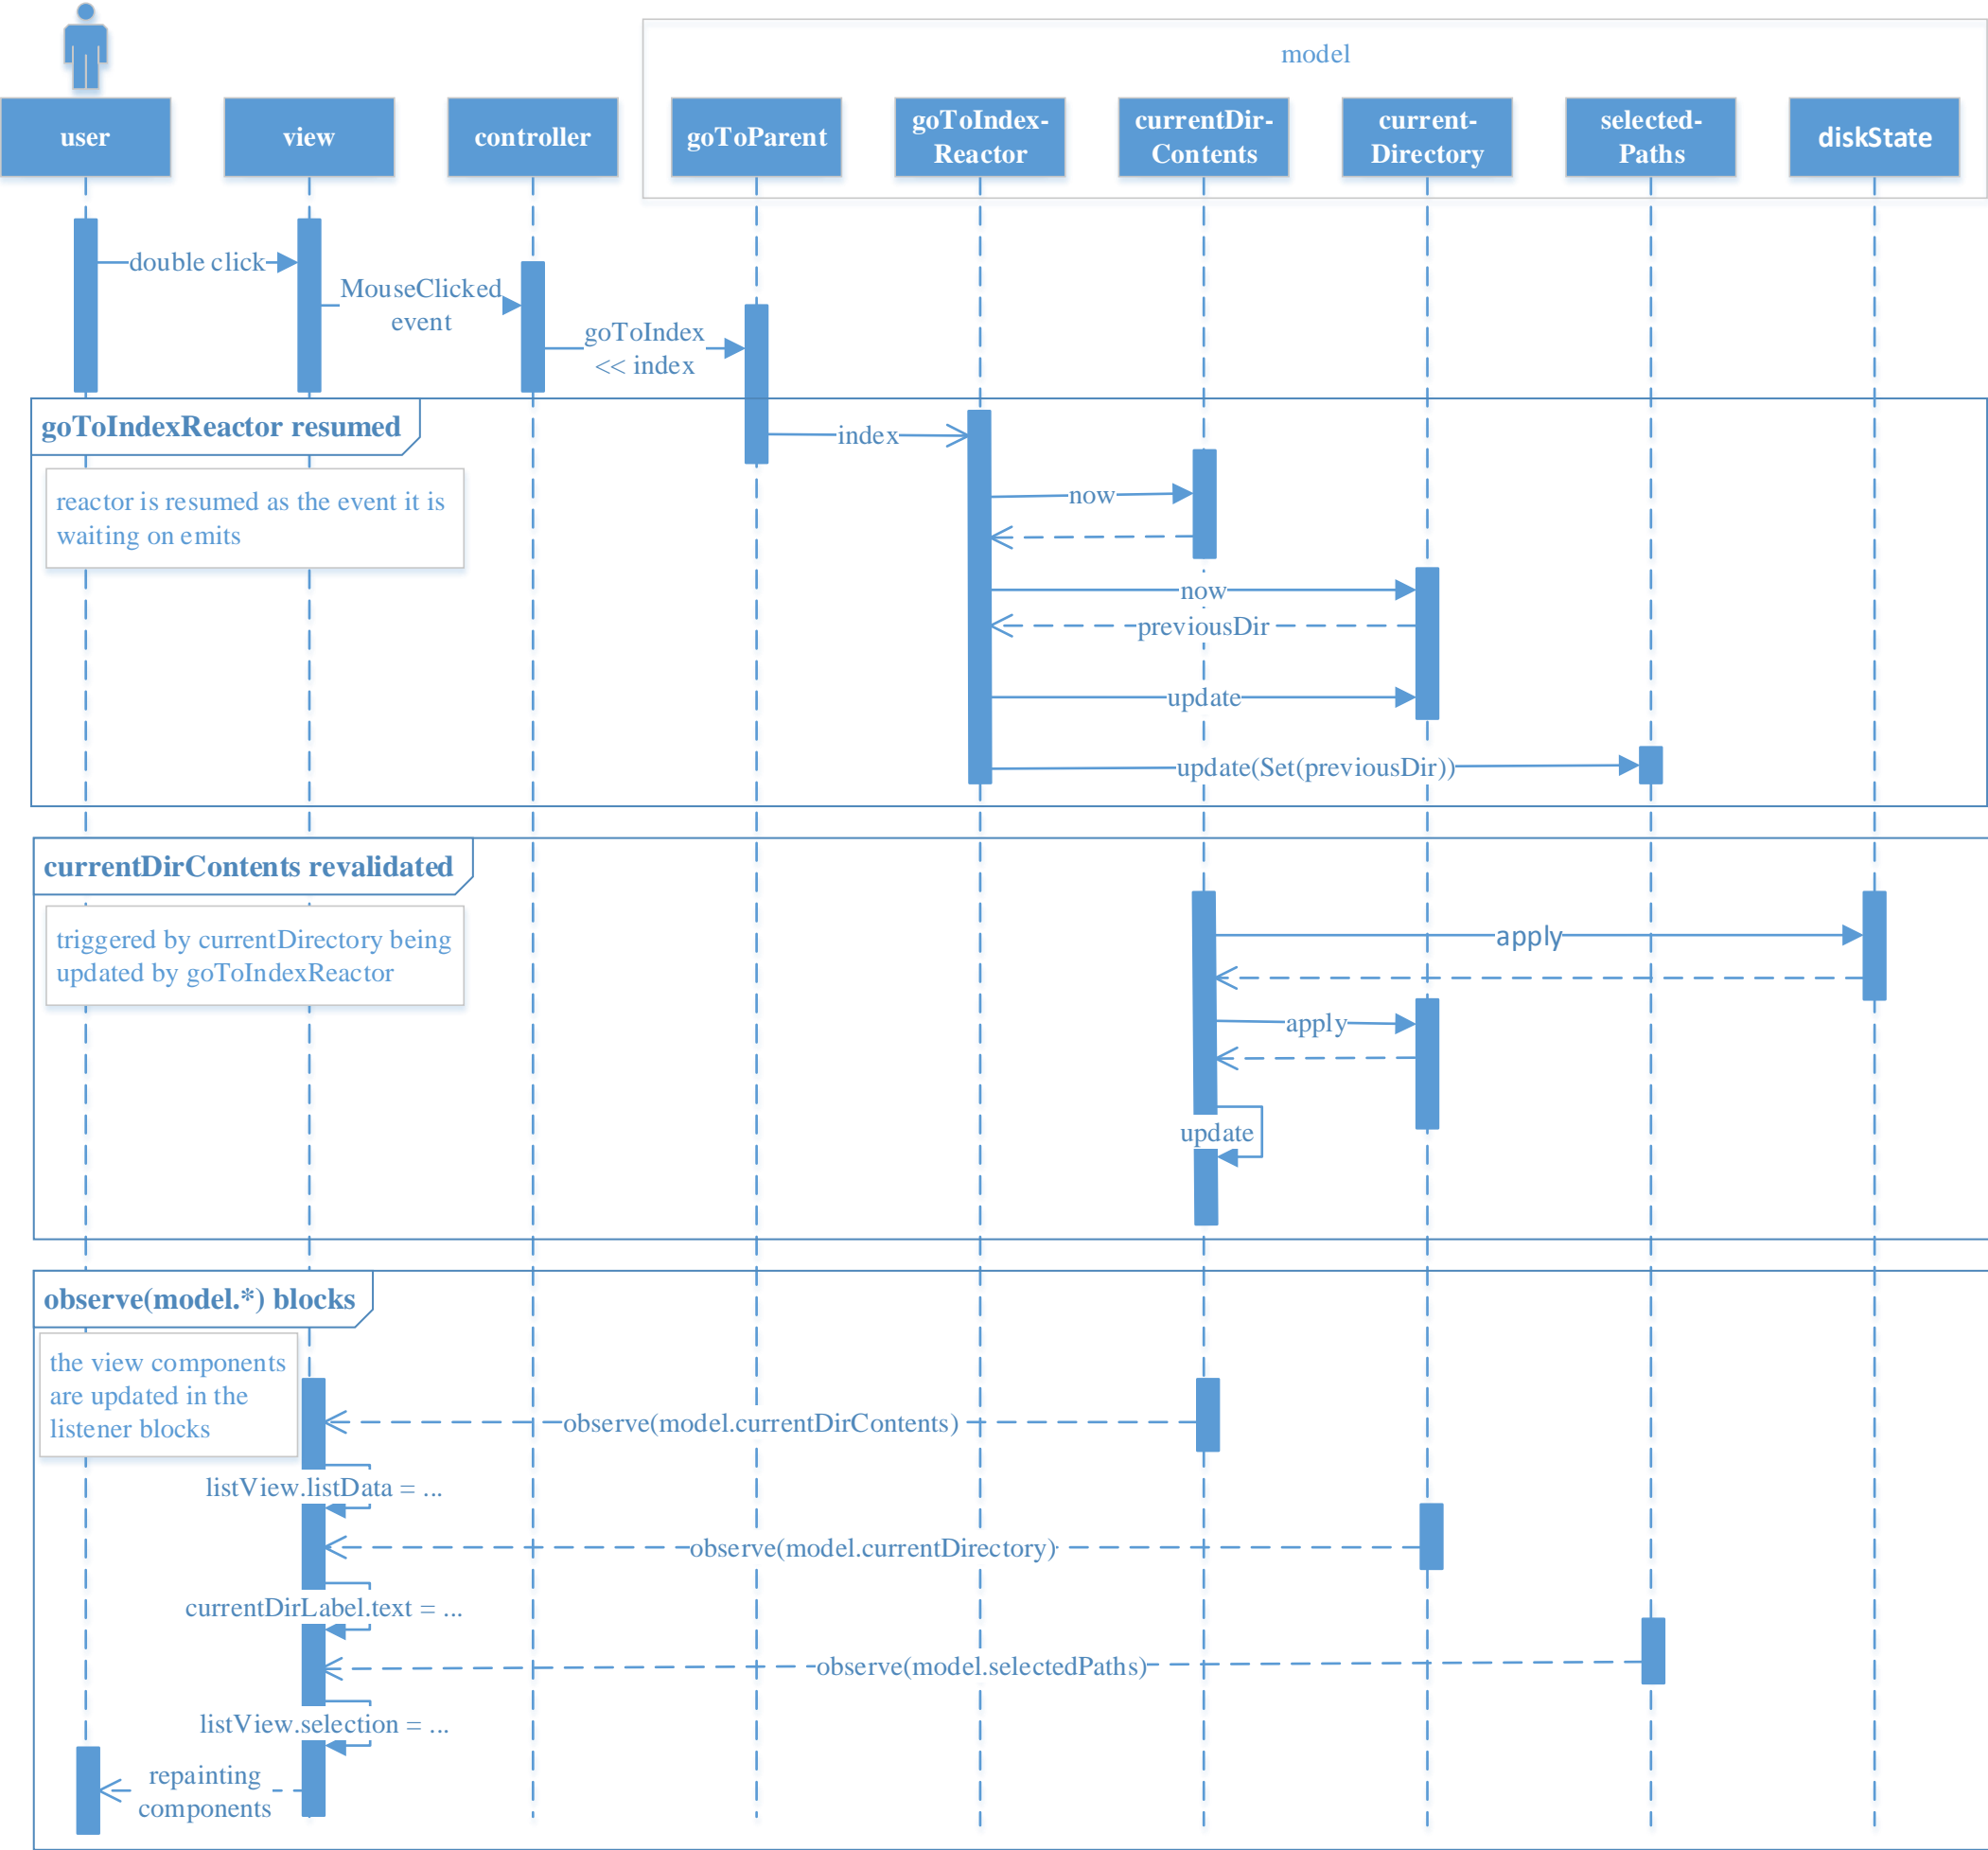 model
user
view
controller
goToParent
goToIndex-
Reactor
currentDir-
Contents
current-
Directory
selected-
Paths
diskState
double click
MouseClicked
event
goToIndex
<< index
goToIndexReactor resumed
index
reactor is resumed as the event it is
waiting on emits
now
now
previousDir
update
update(Set(previousDir))
currentDirContents revalidated
triggered by currentDirectory being
updated by goToIndexReactor
apply
apply
update
observe(model.*) blocks
the view components
are updated in the
listener blocks
observe(model.currentDirContents)
listView.listData = ...
observe(model.currentDirectory)
currentDirLabel.text = ...
observe(model.selectedPaths)
listView.selection = ...
repainting
components